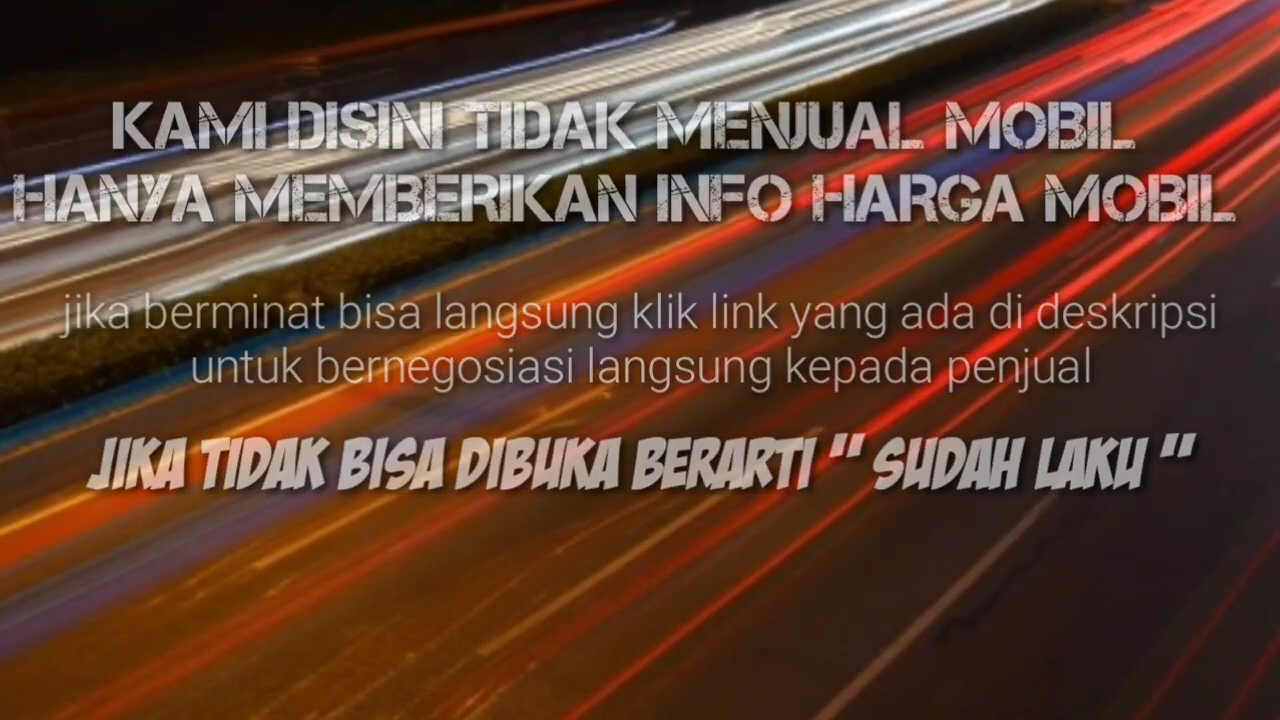 KAMI DISINI TIDAK MENJUAL MOBIL
HANYA MEMBERIKAN INFO HARGA MOBIL
jika berminat bisa langsung klik link yang ada di deskripsi
untuk bernegosiasi langsung kepada penjual
JIKA TIDAK BISA DIBUKA BERARTI " SUDAH LAKU "